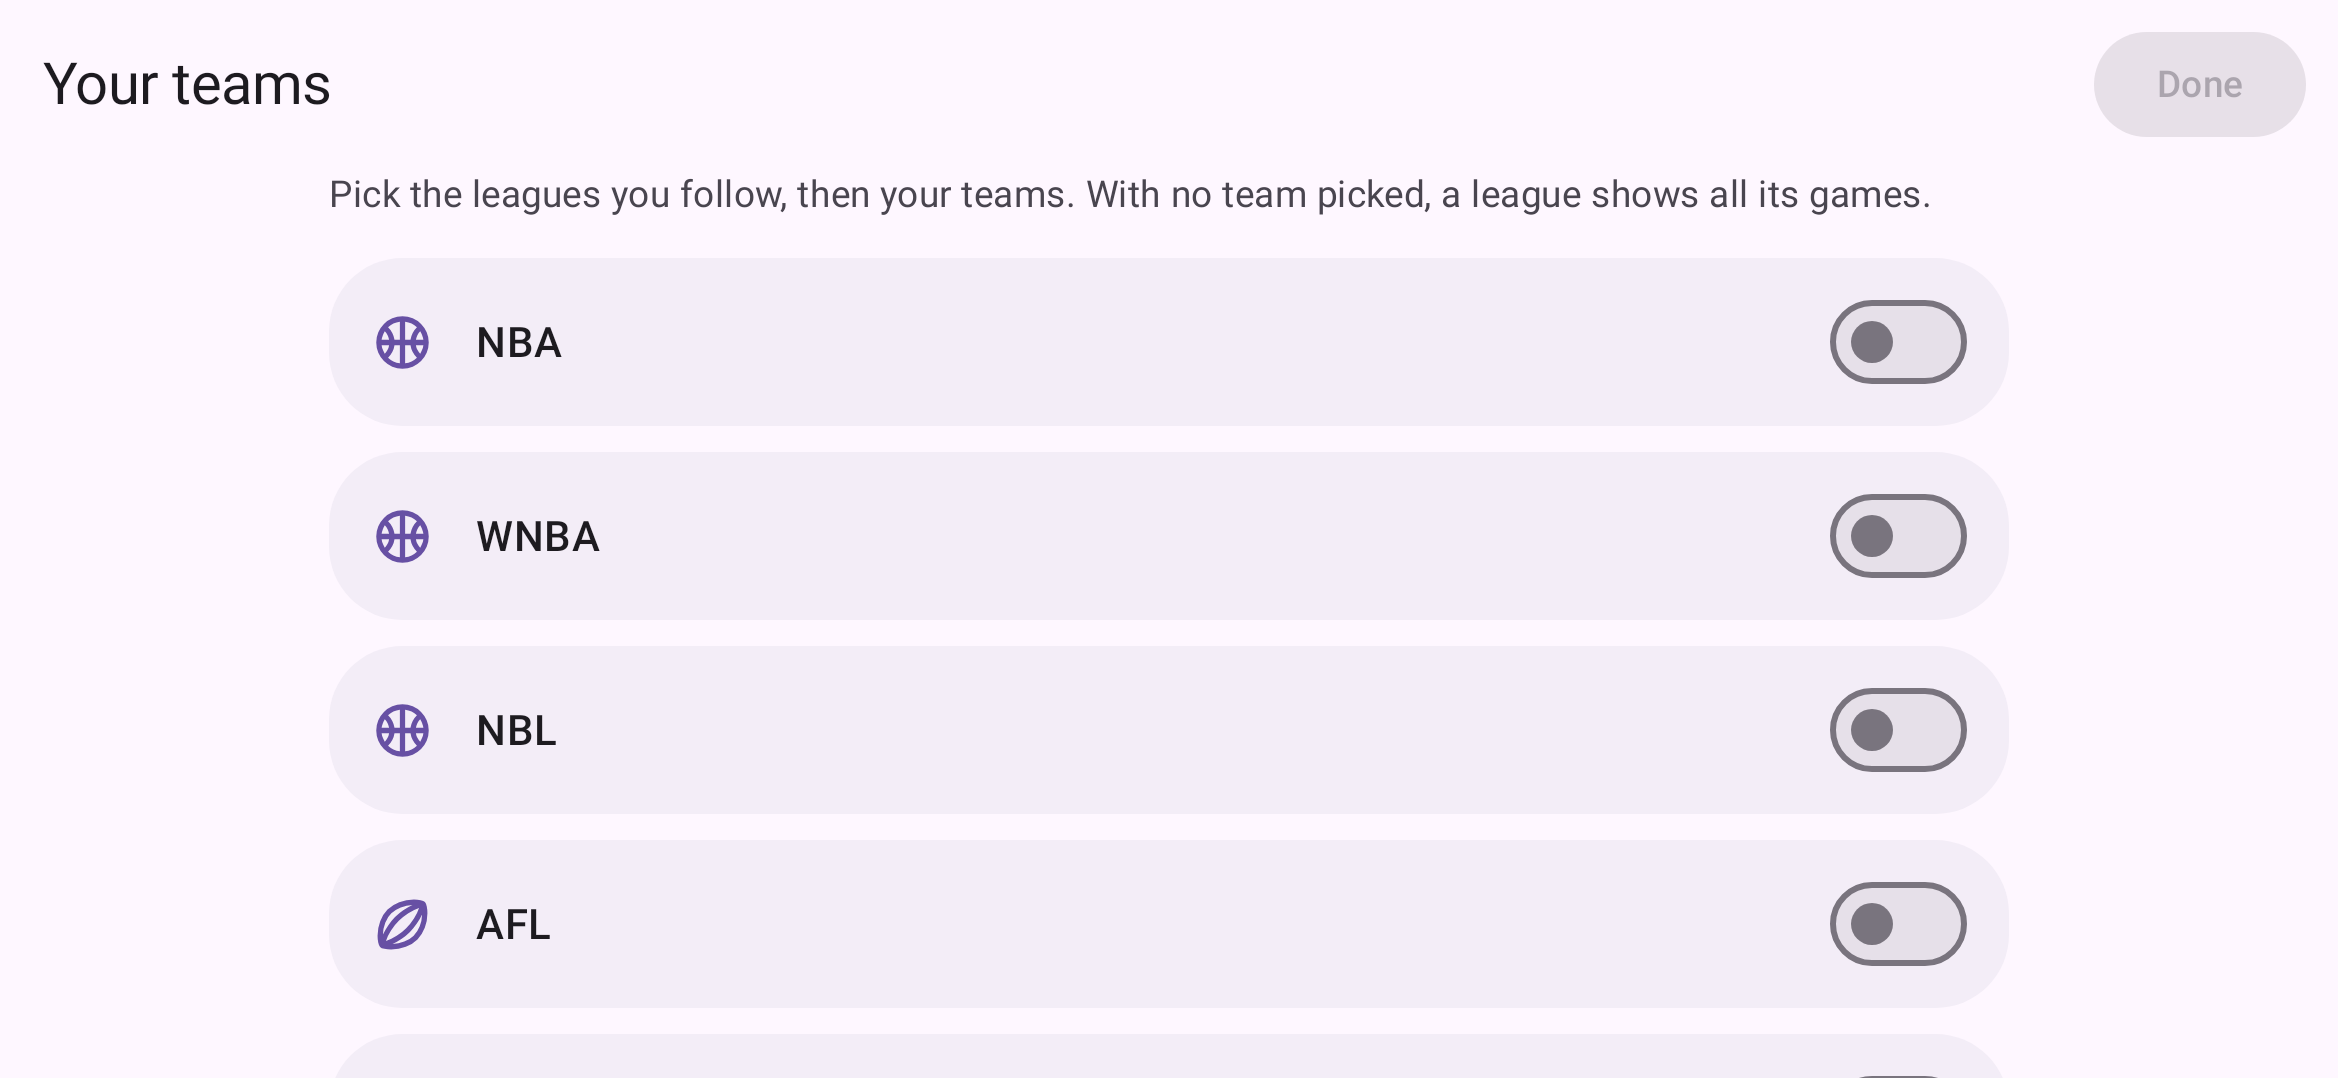 Your teams
Done
Pick the leagues you follow, then your teams. With no team picked, a league shows all its games.
NBA
WNBA
NBL
AFL